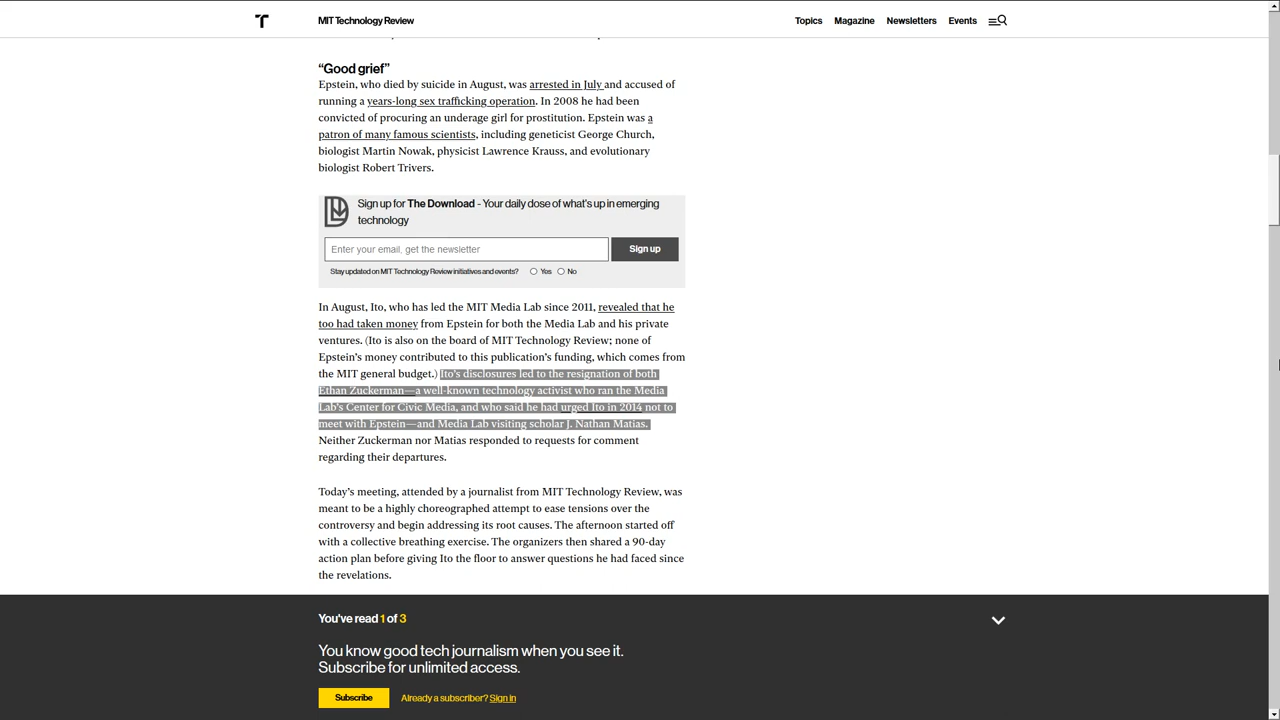 MIT Technology Review
Topics Magazine Newsletters Events
“Good grief”
Epstein, who died by suicide in August, was arrested in July and accused of
running a years-long sex trafficking operation. In 2008 he had been
convicted of procuring an underage girl for prostitution. Epstein was a
patron of many famous scientists, including geneticist George Church,
biologist Martin Nowak, physicist Lawrence Krauss, and evolutionary
biologist Robert Trivers.
Sign up for The Download - Your daily dose of what's up in emerging
technology
Enter your email, get the newsletter
Sign up
Stay updated on MIT Technology Review initiatives and events? Yes No
In August, Ito, who has led the MIT Media Lab since 2011, revealed that he
too had taken money from Epstein for both the Media Lab and his private
ventures. (Ito is also on the board of MIT Technology Review; none of
Epstein’s money contributed to this publication’s funding, which comes from
the MIT general budget.) Ito’s disclosures led to the resignation of both
Ethan Zuckerman—a well-known technology activist who ran the Media
Lab’s Center for Civic Media, and who said he had urged Ito in 2014 not to
meet with Epstein—and Media Lab visiting scholar J. Nathan Matias.
Neither Zuckerman nor Matias responded to requests for comment
regarding their departures.
Today’s meeting, attended by a journalist from MIT Technology Review, was
meant to be a highly choreographed attempt to ease tensions over the
controversy and begin addressing its root causes. The afternoon started off
with a collective breathing exercise. The organizers then shared a 90-day
action plan before giving Ito the floor to answer questions he had faced since
the revelations.
You've read 1 of 3
You know good tech journalism when you see it.
Subscribe for unlimited access.
Subscribe
Already a subscriber? Sign in